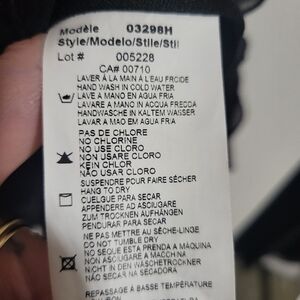 Modèle 03298H
Style/Modelo/Stile/Stil
Lot # 005228
CA# 00710
LAVER À LA MAIN À L'EAU FROIDE
HAND WASH IN COLD WATER
LAVE A MANO EN AGUA FRIA
LAVARE A MANO IN ACQUA FREDDA
HANDWÄSCHE IN KALTEM WASSER
LAVAR A MAO EM AGUA FRIA
PAS DE CHLORE
NO CHLORINE
NO USE CLORO
NON USARE CLORO
KEIN CHLOR
NÃO USAR CLORO
SUSPENDRE POUR FAIRE SÉCHER
HANG TO DRY
CUELGUE PARA SECAR
APPENDERE AD ASCIUGARE
ZUM TROCKNEN AUFHÄNGEN
PENDURAR PARA SECAR
NE PAS METTRE AU SÈCHE-LINGE
DO NOT TUMBLE DRY
NO SEQUE ESTA PRENDA A MAQUINA
NON ASCIUGARE A MACCHINA
NICHT IN DEN WÄSCHETROCKNER
NÃO SECAR NA SECADORA
REPASSAGE À BASSE TEMPÉRATURE